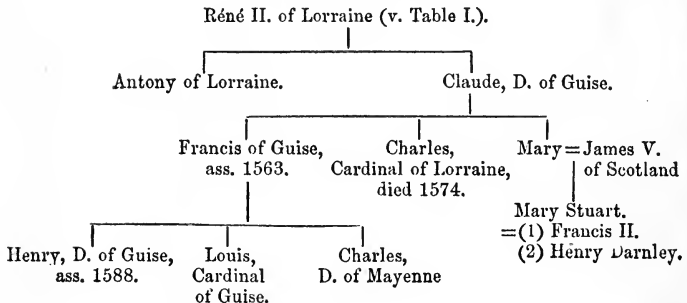 Réné II. of Lorraine (v. Table I.).
Antony of Lorraine. Claude, D. of Guise.
Francis of Guise, Charles, Mary=James V.
ass. 1563. Cardinal of Lorraine, of Scotland
died 1574.
Mary Stuart.
=(1) Francis II.
Henry, D. of Guise, Louis, Charles, (2) Henry Darnley.
ass. 1588. Cardinal D. of Mayenne
of Guise.